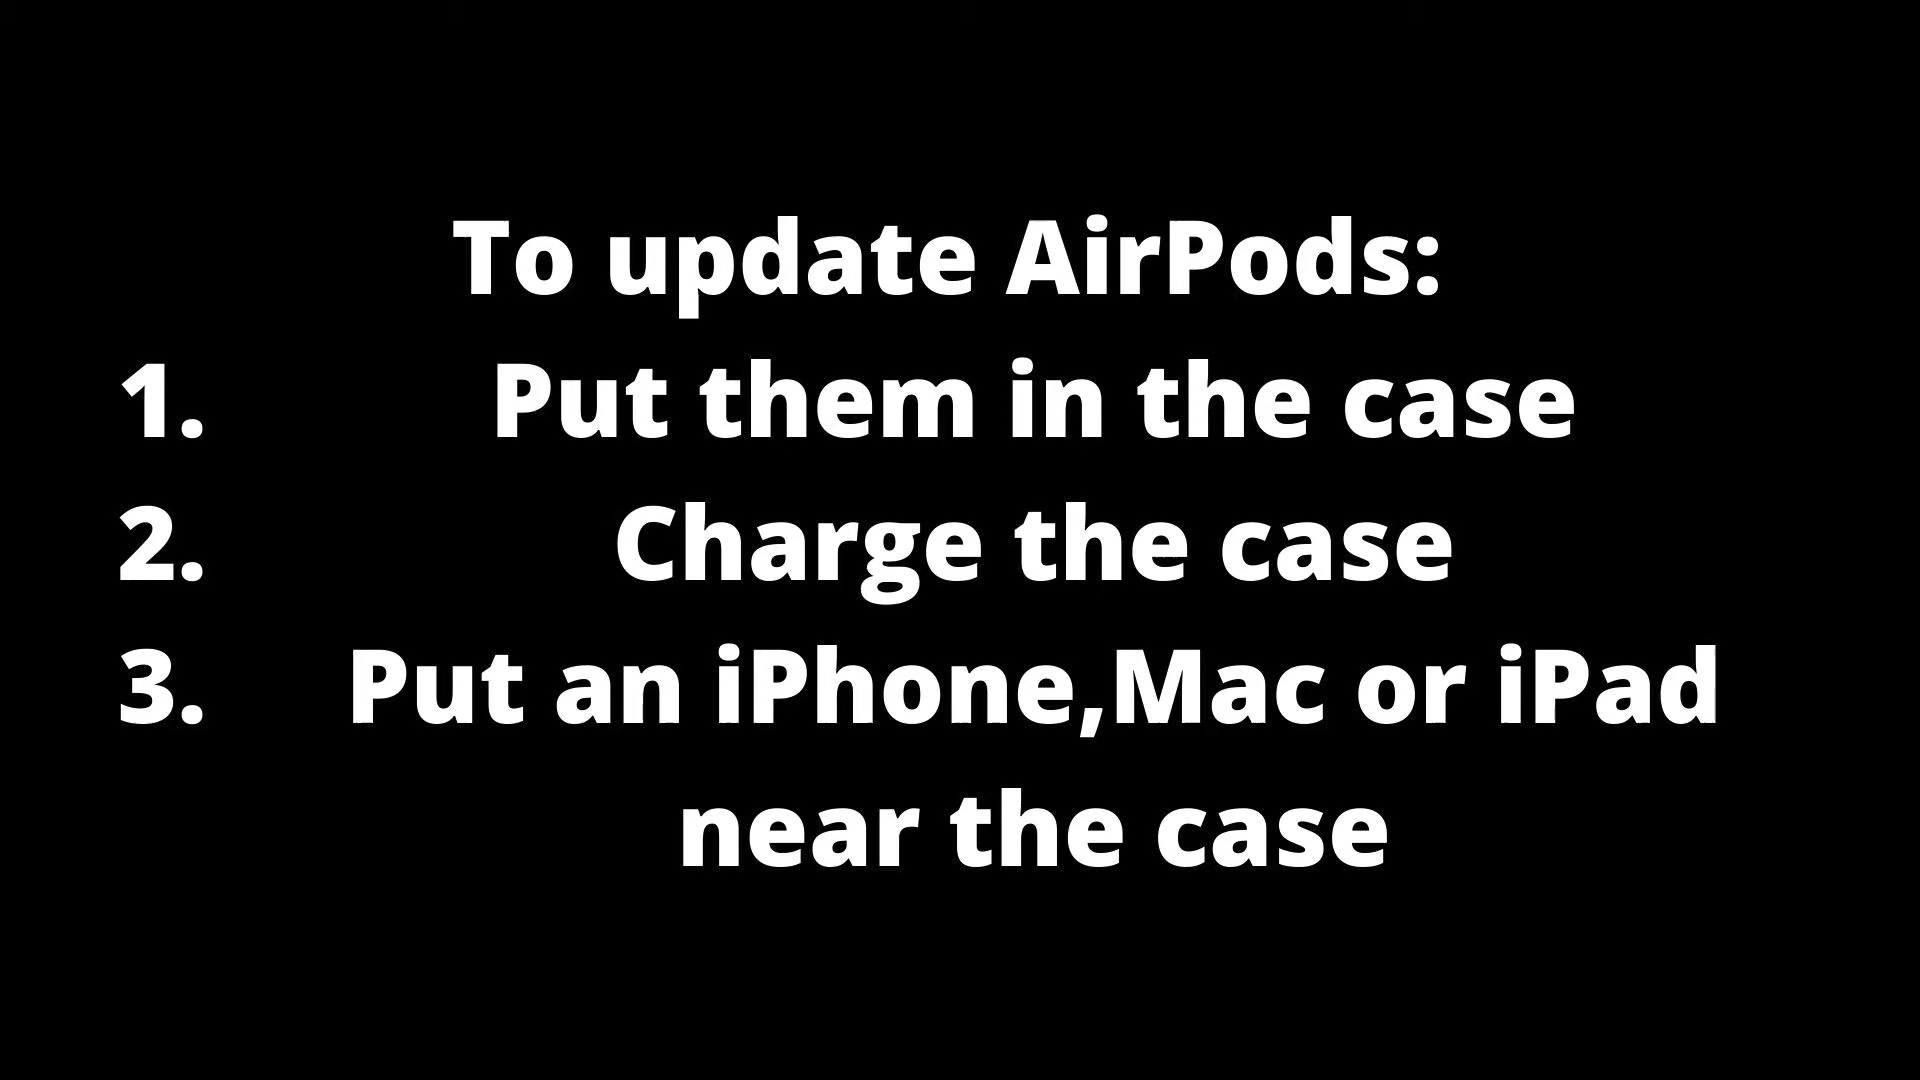 To update AirPods:
1. Put them in the case
2. Charge the case
3. Put an iPhone,Mac or iPad
near the case